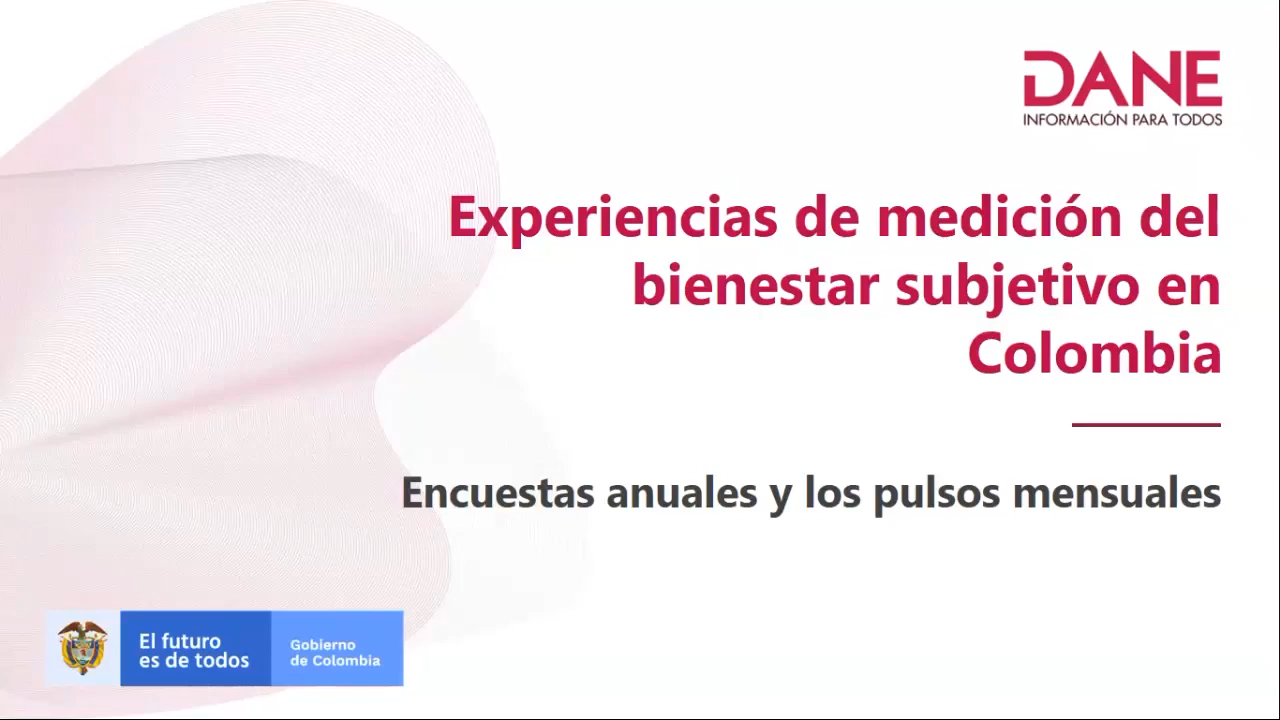 DANE
INFORMACIÓN PARA TODOS
Experiencias de medición del
bienestar subjetivo en
Colombia
Encuestas anuales y los pulsos mensuales
El futuro
es de todos
Gobierno
de Colombia